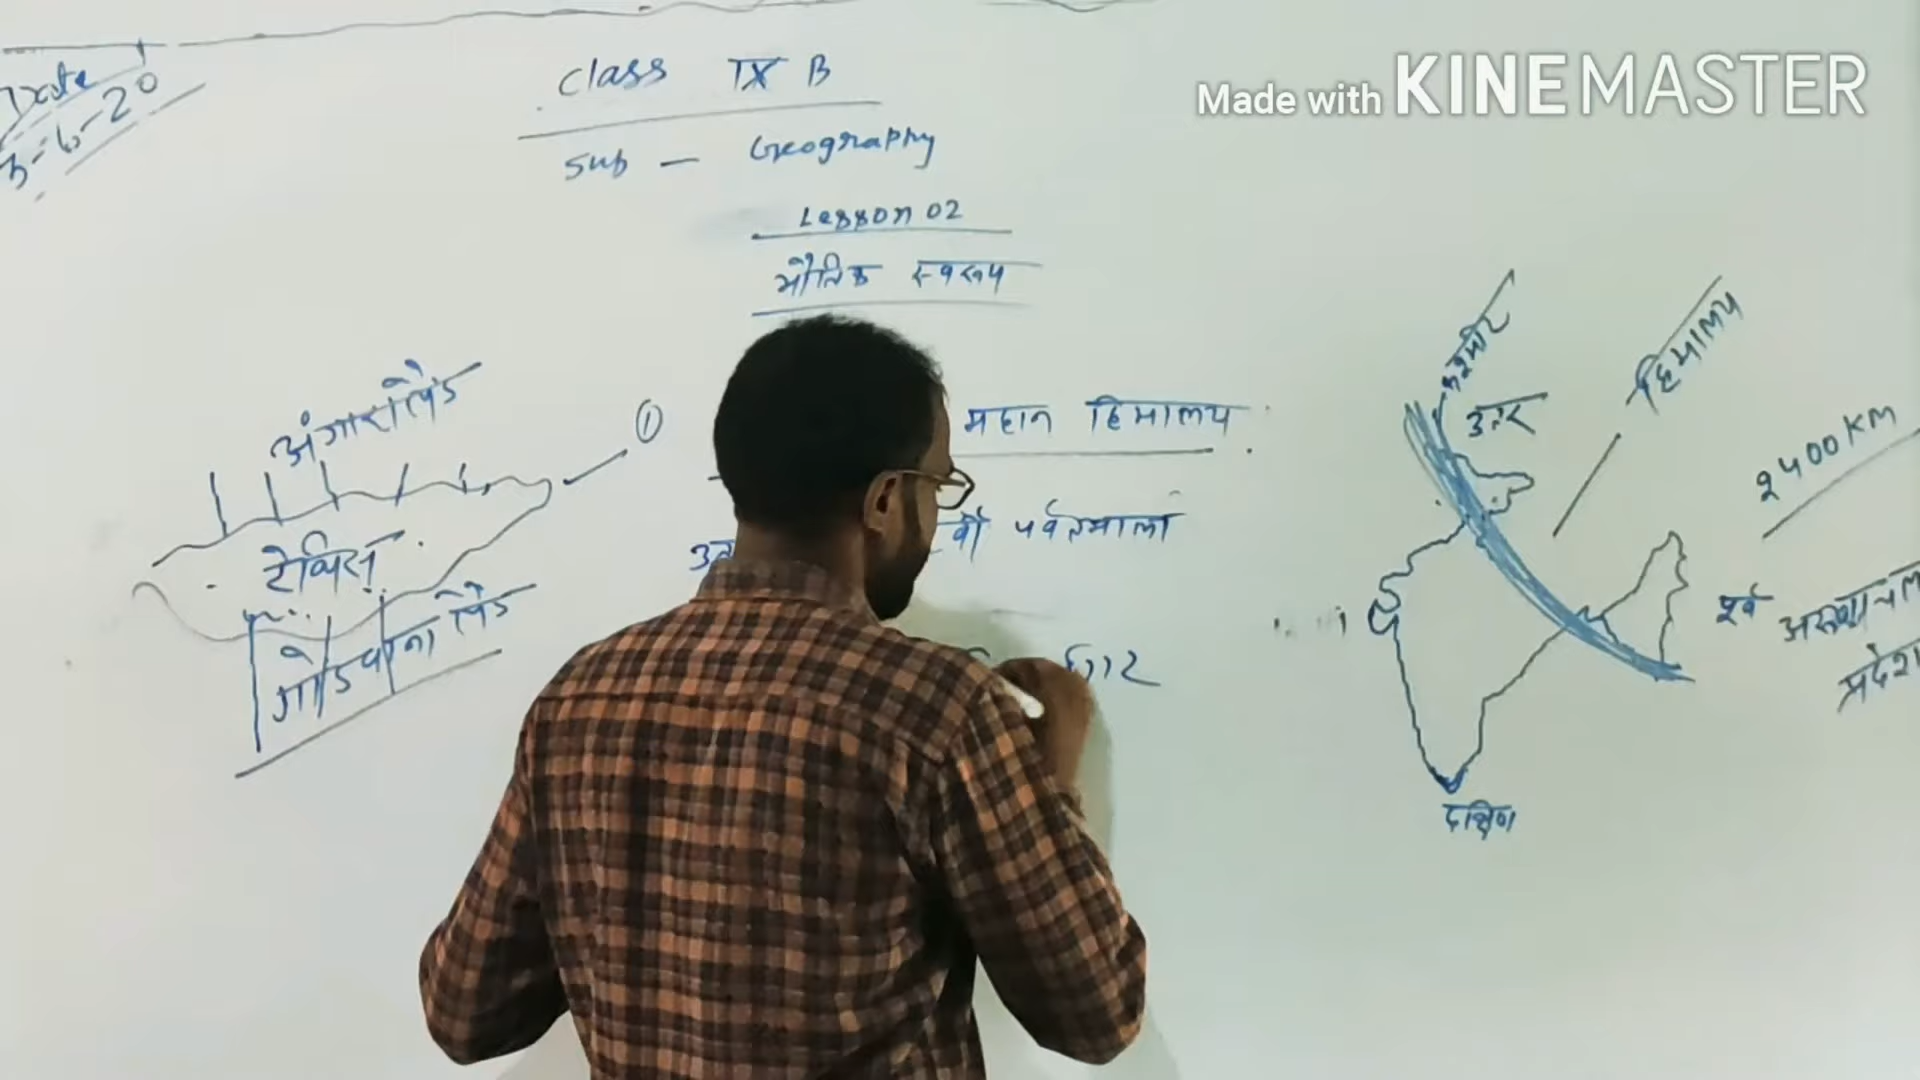 Made with KINEMASTER
Date
3-6-20
Class IX B
Sub - Geography
Lesson 02
भौतिक स्वरूप
अंगारालैंड
①
टेथिस
गोंडवाना लैंड
महान हिमालय
पर्वतमाला
कश्मीर
उत्तर
हिमालय
2400 KM
पूर्व
अरुणाचल
प्रदेश
दक्षिण